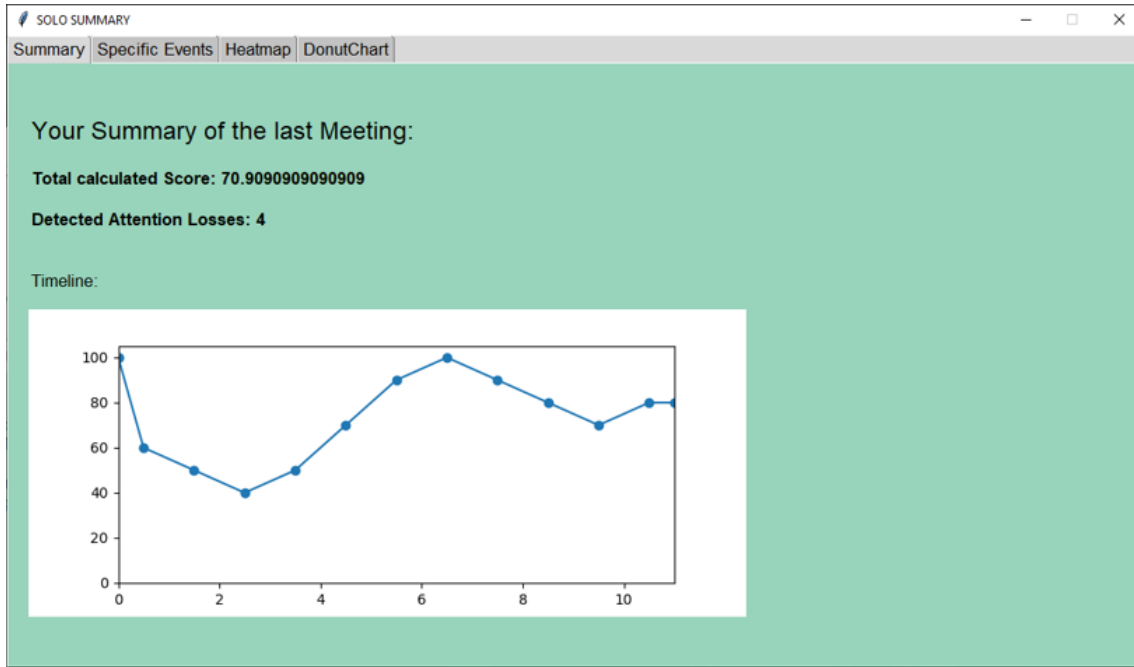 SOLO SUMMARY
Summary Specific Events Heatmap DonutChart
Your Summary of the last Meeting:
Total calculated Score: 70.9090909090909
Detected Attention Losses: 4
Timeline:
100
80
60
40
20
0
0 2 4 6 8 10